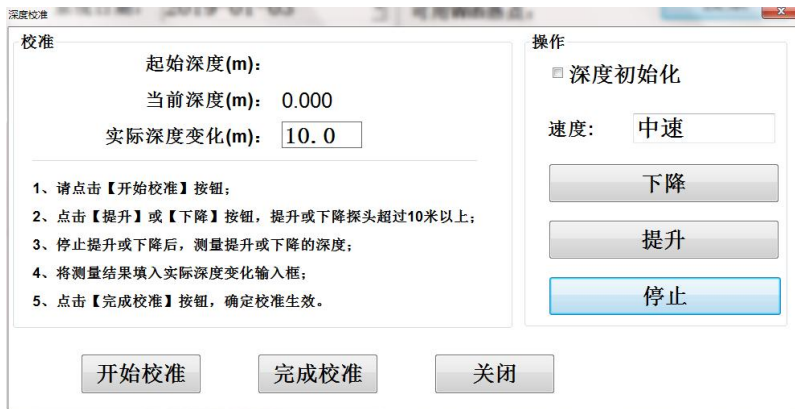 深度校准
校准
起始深度(m):
当前深度(m): 0.000
实际深度变化(m): 10.0
1、请点击【开始校准】按钮;
2、点击【提升】或【下降】按钮，提升或下降探头超过10米以上;
3、停止提升或下降后，测量提升或下降的深度;
4、将测量结果填入实际深度变化输入框;
5、点击【完成校准】按钮，确定校准生效。
操作
深度初始化
速度: 中速
下降
提升
停止
开始校准 完成校准 关闭